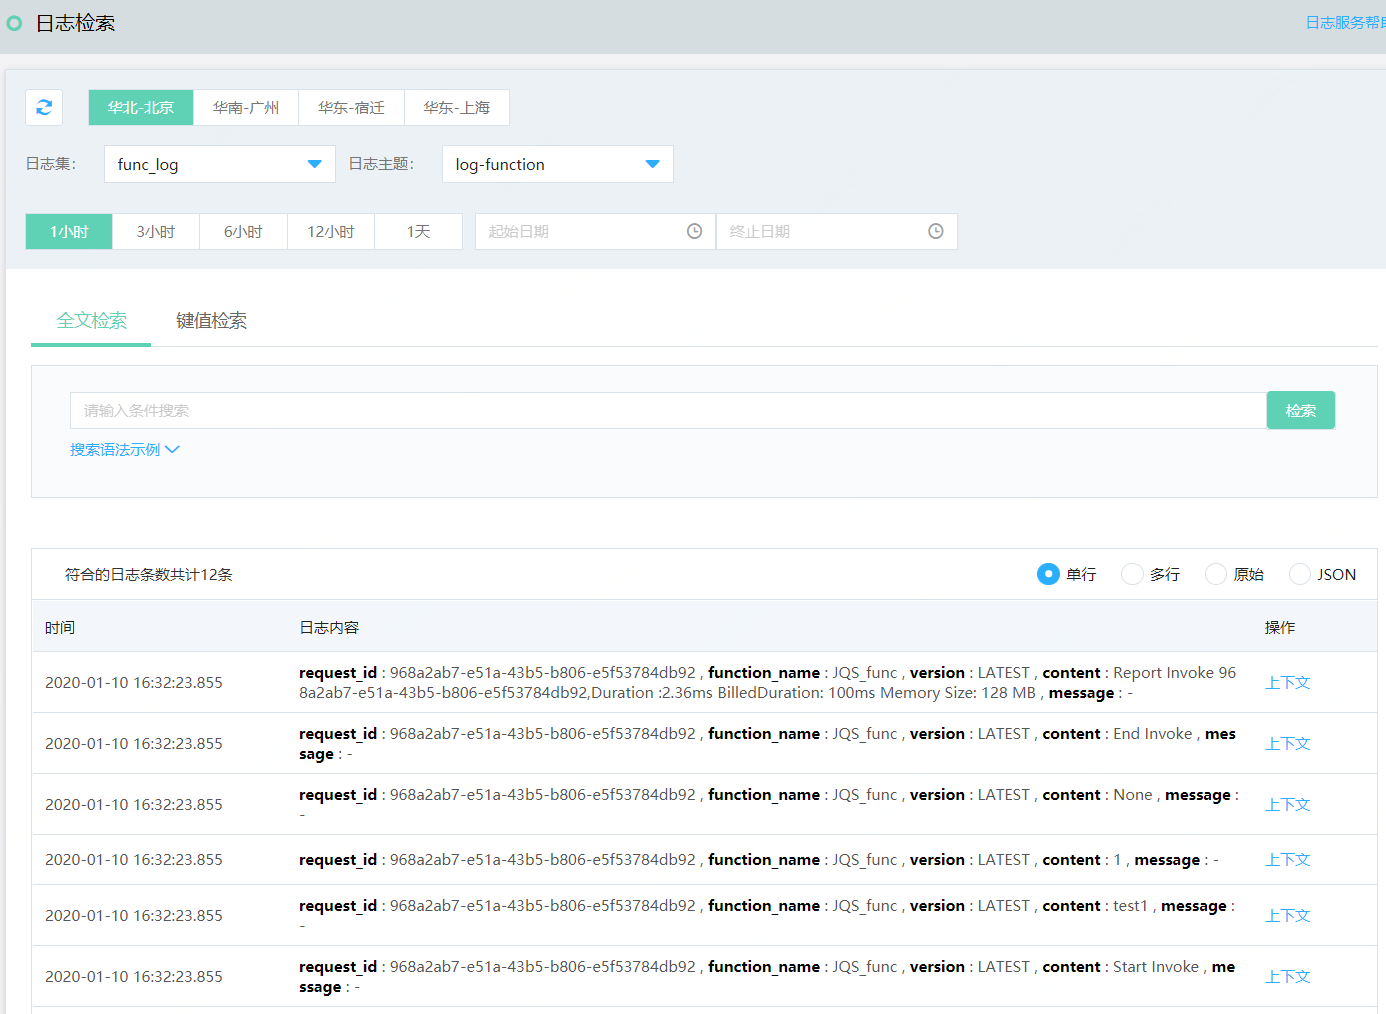 日志检索
日志服务帮
华北-北京 华南-广州 华东-宿迁 华东-上海
日志集: func_log 日志主题: log-function
1小时 3小时 6小时 12小时 1天 起始日期 终止日期
全文检索 键值检索
请输入条件搜索 检索
搜索语法示例
符合的日志条数共计12条 单行 多行 原始 JSON
时间 日志内容 操作
2020-01-10 16:32:23.855 request_id : 968a2ab7-e51a-43b5-b806-e5f53784db92 , function_name : JQS_func , version : LATEST , content : Report Invoke 96
8a2ab7-e51a-43b5-b806-e5f53784db92,Duration :2.36ms BilledDuration: 100ms Memory Size: 128 MB , message : - 上下文
2020-01-10 16:32:23.855 request_id : 968a2ab7-e51a-43b5-b806-e5f53784db92 , function_name : JQS_func , version : LATEST , content : End Invoke , mes
sage : - 上下文
2020-01-10 16:32:23.855 request_id : 968a2ab7-e51a-43b5-b806-e5f53784db92 , function_name : JQS_func , version : LATEST , content : None , message :
- 上下文
2020-01-10 16:32:23.855 request_id : 968a2ab7-e51a-43b5-b806-e5f53784db92 , function_name : JQS_func , version : LATEST , content : 1 , message : - 上下文
2020-01-10 16:32:23.855 request_id : 968a2ab7-e51a-43b5-b806-e5f53784db92 , function_name : JQS_func , version : LATEST , content : test1 , message :
- 上下文
2020-01-10 16:32:23.855 request_id : 968a2ab7-e51a-43b5-b806-e5f53784db92 , function_name : JQS_func , version : LATEST , content : Start Invoke , me
ssage : - 上下文